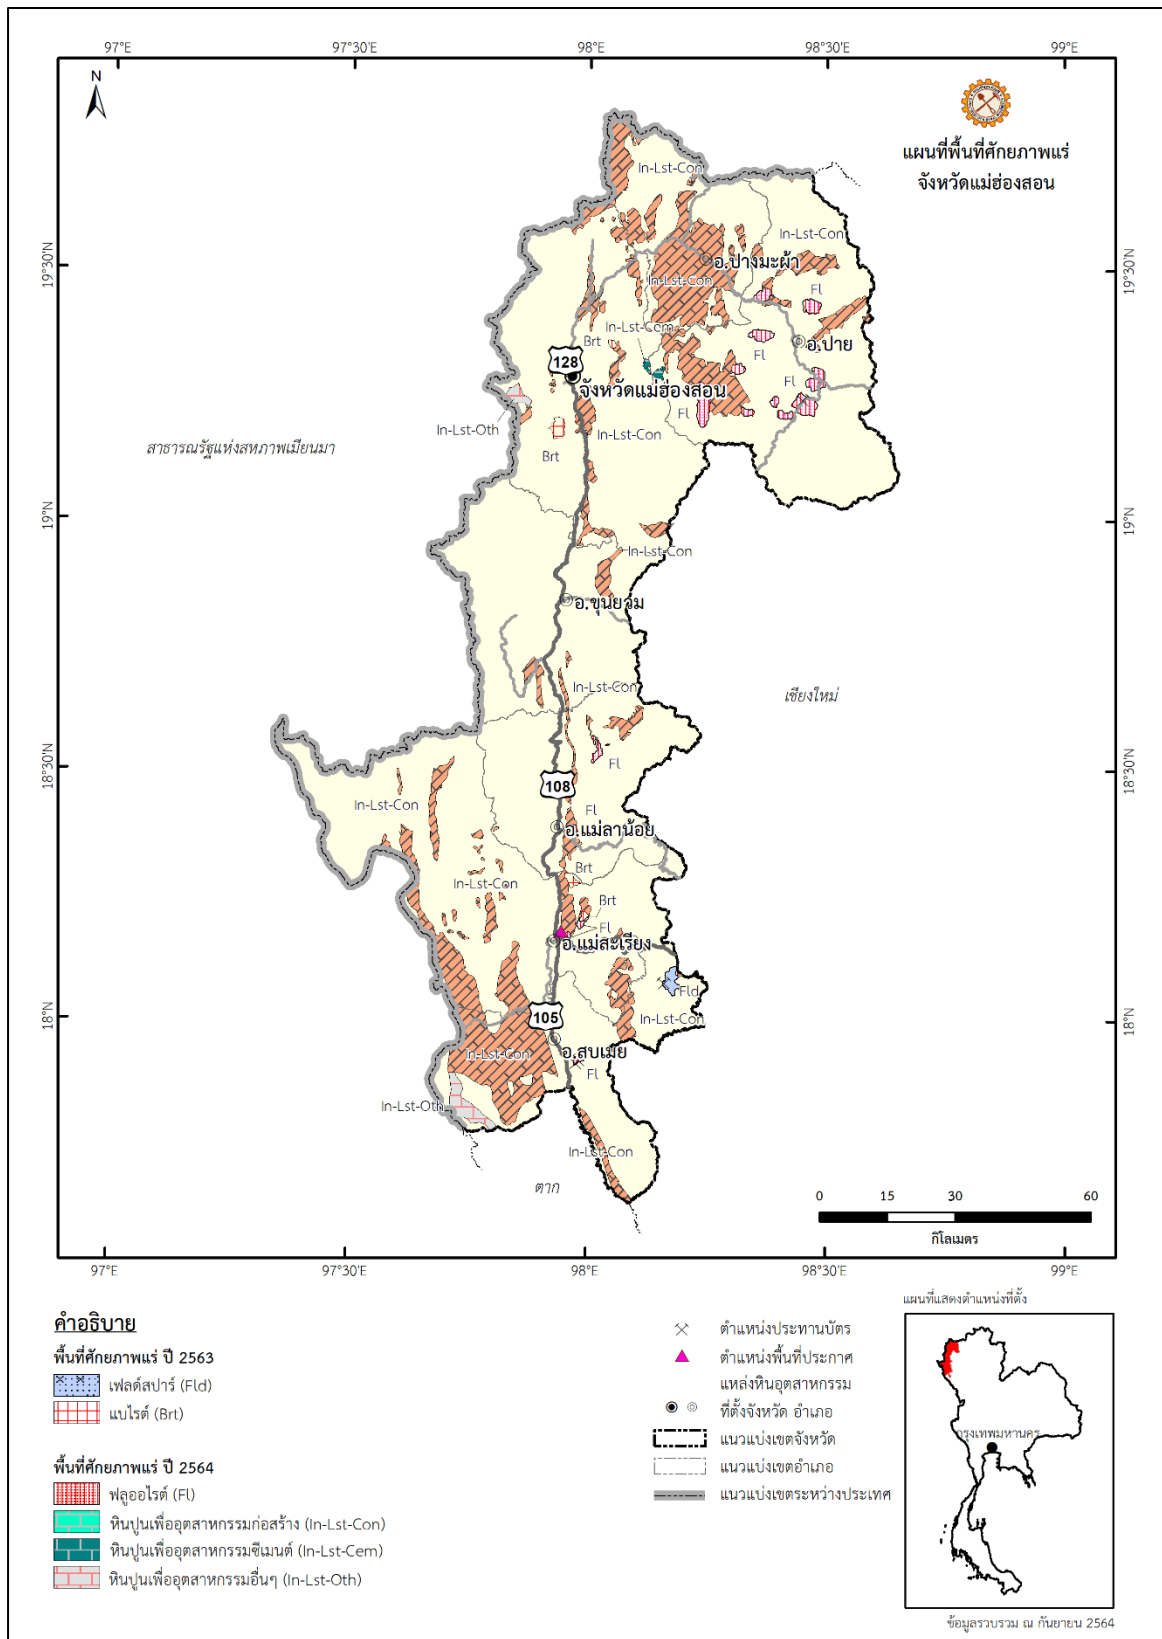 97°E
97°30'E
98°E
98°30'E
99°E
N
แผนที่พื้นที่ศักยภาพแร่
จังหวัดแม่ฮ่องสอน
In-Lst-Con
In-Lst-Con
19°30'N
19°30'N
อ.ปางมะผ้า
In-Lst-Con
Fl
Fl
In-Lst-Cem
Brt
อ.ปาย
128
Fl
Fl
จังหวัดแม่ฮ่องสอน
In-Lst-Oth
Fl
In-Lst-Con
สาธารณรัฐแห่งสหภาพเมียนมา
Brt
19°N
19°N
In-Lst-Con
อ.ขุนยวม
In-Lst-Con
เชียงใหม่
18°30'N
18°30'N
Fl
108
In-Lst-Con
Fl
อ.แม่ลาน้อย
Brt
In-Lst-Con
Brt
Fl
อ.แม่สะเรียง
Fld
18°N
18°N
105
In-Lst-Con
อ.สบเมย
In-Lst-Con
Fl
In-Lst-Oth
In-Lst-Con
ตาก
0 15 30 60
กิโลเมตร
97°E
97°30'E
98°E
98°30'E
99°E
คำอธิบาย
พื้นที่ศักยภาพแร่ ปี 2563
เฟลด์สปาร์ (Fld)
แบไรต์ (Brt)
พื้นที่ศักยภาพแร่ ปี 2564
ฟลูออไรต์ (Fl)
หินปูนเพื่ออุตสาหกรรมก่อสร้าง (In-Lst-Con)
หินปูนเพื่ออุตสาหกรรมซีเมนต์ (In-Lst-Cem)
หินปูนเพื่ออุตสาหกรรมอื่นๆ (In-Lst-Oth)
ตำแหน่งประทานบัตร
ตำแหน่งพื้นที่ประกาศ
แหล่งหินอุตสาหกรรม
ที่ตั้งจังหวัด อำเภอ
แนวแบ่งเขตจังหวัด
แนวแบ่งเขตอำเภอ
แนวแบ่งเขตระหว่างประเทศ
แผนที่แสดงตำแหน่งที่ตั้ง
กรุงเทพมหานคร
ข้อมูลรวบรวม ณ กันยายน 2564